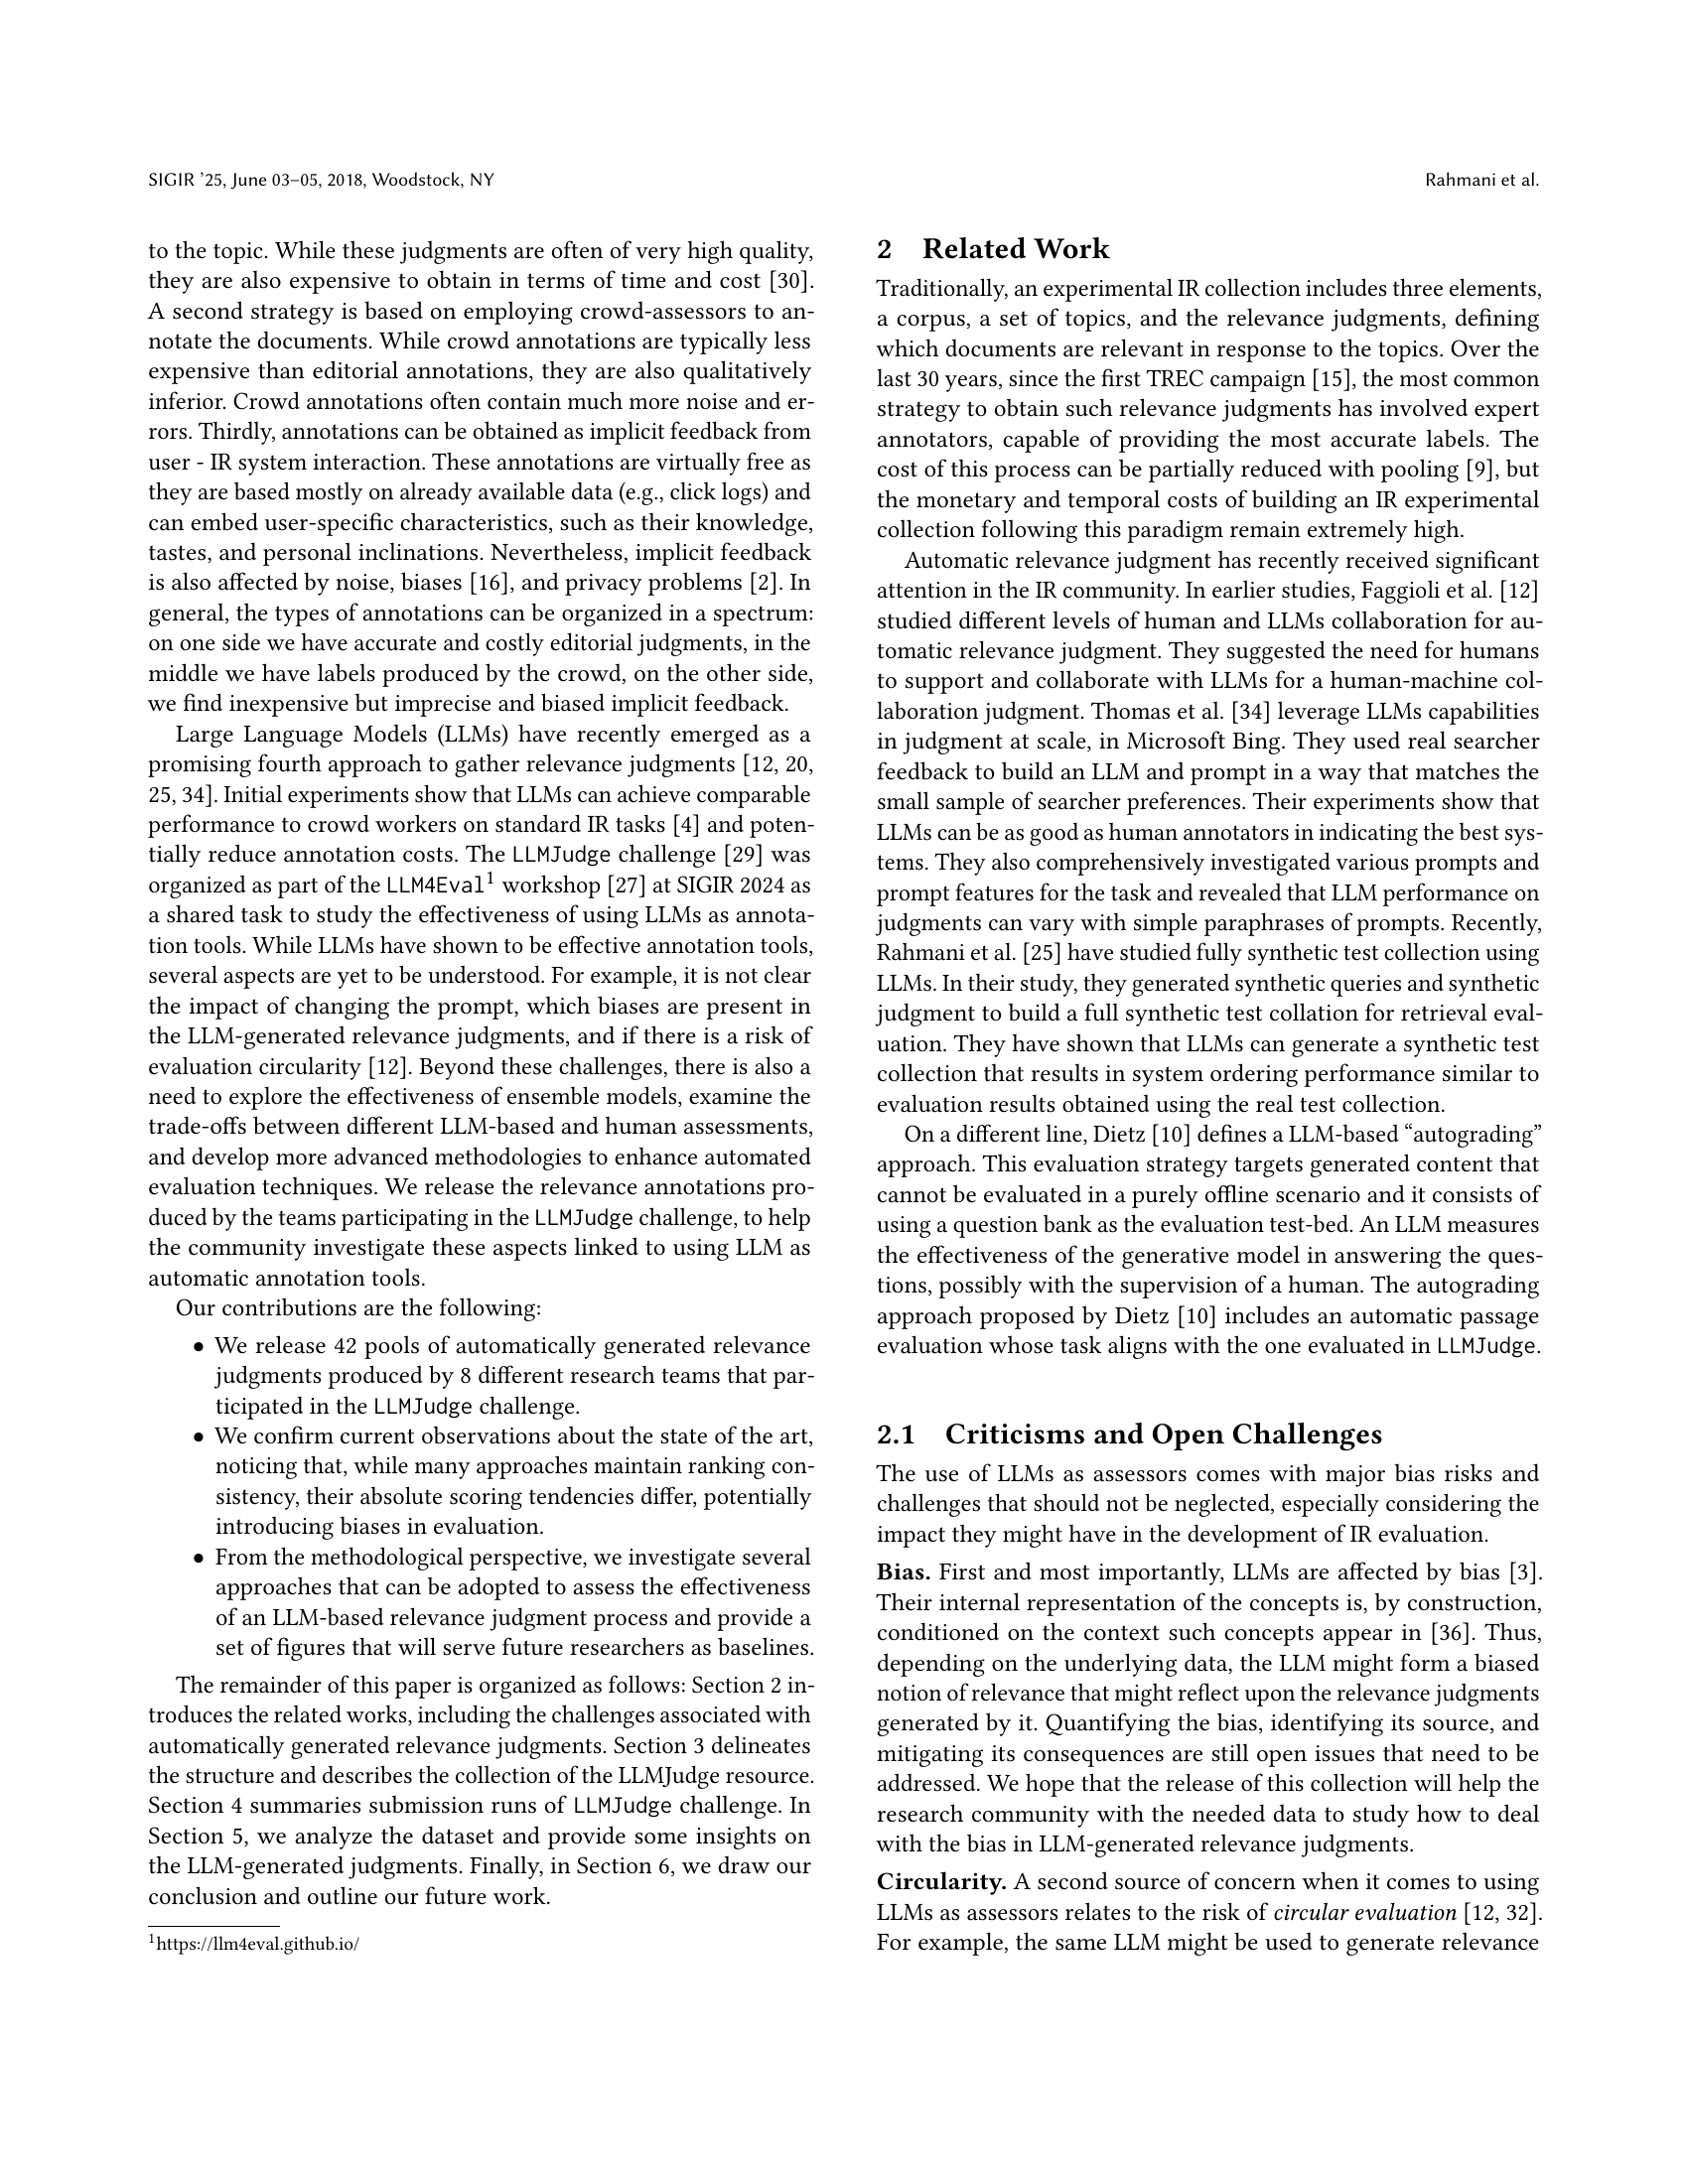 SIGIR ’25, June 03–05, 2018, Woodstock, NY
Rahmani et al.
to the topic. While these judgments are often of very high quality,
they are also expensive to obtain in terms of time and cost [30].
A second strategy is based on employing crowd-assessors to an-
notate the documents. While crowd annotations are typically less
expensive than editorial annotations, they are also qualitatively
inferior. Crowd annotations often contain much more noise and er-
rors. Thirdly, annotations can be obtained as implicit feedback from
user - IR system interaction. These annotations are virtually free as
they are based mostly on already available data (e.g., click logs) and
can embed user-specific characteristics, such as their knowledge,
tastes, and personal inclinations. Nevertheless, implicit feedback
is also affected by noise, biases [16], and privacy problems [2]. In
general, the types of annotations can be organized in a spectrum:
on one side we have accurate and costly editorial judgments, in the
middle we have labels produced by the crowd, on the other side,
we find inexpensive but imprecise and biased implicit feedback.
Large Language Models (LLMs) have recently emerged as a
promising fourth approach to gather relevance judgments [12, 20,
25, 34]. Initial experiments show that LLMs can achieve comparable
performance to crowd workers on standard IR tasks [4] and poten-
tially reduce annotation costs. The LLMJudge challenge [29] was
organized as part of the LLM4Eval¹ workshop [27] at SIGIR 2024 as
a shared task to study the effectiveness of using LLMs as annota-
tion tools. While LLMs have shown to be effective annotation tools,
several aspects are yet to be understood. For example, it is not clear
the impact of changing the prompt, which biases are present in
the LLM-generated relevance judgments, and if there is a risk of
evaluation circularity [12]. Beyond these challenges, there is also a
need to explore the effectiveness of ensemble models, examine the
trade-offs between different LLM-based and human assessments,
and develop more advanced methodologies to enhance automated
evaluation techniques. We release the relevance annotations pro-
duced by the teams participating in the LLMJudge challenge, to help
the community investigate these aspects linked to using LLM as
automatic annotation tools.
Our contributions are the following:
• We release 42 pools of automatically generated relevance
judgments produced by 8 different research teams that par-
ticipated in the LLMJudge challenge.
• We confirm current observations about the state of the art,
noticing that, while many approaches maintain ranking con-
sistency, their absolute scoring tendencies differ, potentially
introducing biases in evaluation.
• From the methodological perspective, we investigate several
approaches that can be adopted to assess the effectiveness
of an LLM-based relevance judgment process and provide a
set of figures that will serve future researchers as baselines.
The remainder of this paper is organized as follows: Section 2 in-
troduces the related works, including the challenges associated with
automatically generated relevance judgments. Section 3 delineates
the structure and describes the collection of the LLMJudge resource.
Section 4 summaries submission runs of LLMJudge challenge. In
Section 5, we analyze the dataset and provide some insights on
the LLM-generated judgments. Finally, in Section 6, we draw our
conclusion and outline our future work.
¹https://llm4eval.github.io/
2 Related Work
Traditionally, an experimental IR collection includes three elements,
a corpus, a set of topics, and the relevance judgments, defining
which documents are relevant in response to the topics. Over the
last 30 years, since the first TREC campaign [15], the most common
strategy to obtain such relevance judgments has involved expert
annotators, capable of providing the most accurate labels. The
cost of this process can be partially reduced with pooling [9], but
the monetary and temporal costs of building an IR experimental
collection following this paradigm remain extremely high.
Automatic relevance judgment has recently received significant
attention in the IR community. In earlier studies, Faggioli et al. [12]
studied different levels of human and LLMs collaboration for au-
tomatic relevance judgment. They suggested the need for humans
to support and collaborate with LLMs for a human-machine col-
laboration judgment. Thomas et al. [34] leverage LLMs capabilities
in judgment at scale, in Microsoft Bing. They used real searcher
feedback to build an LLM and prompt in a way that matches the
small sample of searcher preferences. Their experiments show that
LLMs can be as good as human annotators in indicating the best sys-
tems. They also comprehensively investigated various prompts and
prompt features for the task and revealed that LLM performance on
judgments can vary with simple paraphrases of prompts. Recently,
Rahmani et al. [25] have studied fully synthetic test collection using
LLMs. In their study, they generated synthetic queries and synthetic
judgment to build a full synthetic test collation for retrieval eval-
uation. They have shown that LLMs can generate a synthetic test
collection that results in system ordering performance similar to
evaluation results obtained using the real test collection.
On a different line, Dietz [10] defines a LLM-based “autograding”
approach. This evaluation strategy targets generated content that
cannot be evaluated in a purely offline scenario and it consists of
using a question bank as the evaluation test-bed. An LLM measures
the effectiveness of the generative model in answering the ques-
tions, possibly with the supervision of a human. The autograding
approach proposed by Dietz [10] includes an automatic passage
evaluation whose task aligns with the one evaluated in LLMJudge.
2.1 Criticisms and Open Challenges
The use of LLMs as assessors comes with major bias risks and
challenges that should not be neglected, especially considering the
impact they might have in the development of IR evaluation.
Bias. First and most importantly, LLMs are affected by bias [3].
Their internal representation of the concepts is, by construction,
conditioned on the context such concepts appear in [36]. Thus,
depending on the underlying data, the LLM might form a biased
notion of relevance that might reflect upon the relevance judgments
generated by it. Quantifying the bias, identifying its source, and
mitigating its consequences are still open issues that need to be
addressed. We hope that the release of this collection will help the
research community with the needed data to study how to deal
with the bias in LLM-generated relevance judgments.
Circularity. A second source of concern when it comes to using
LLMs as assessors relates to the risk of circular evaluation [12, 32].
For example, the same LLM might be used to generate relevance